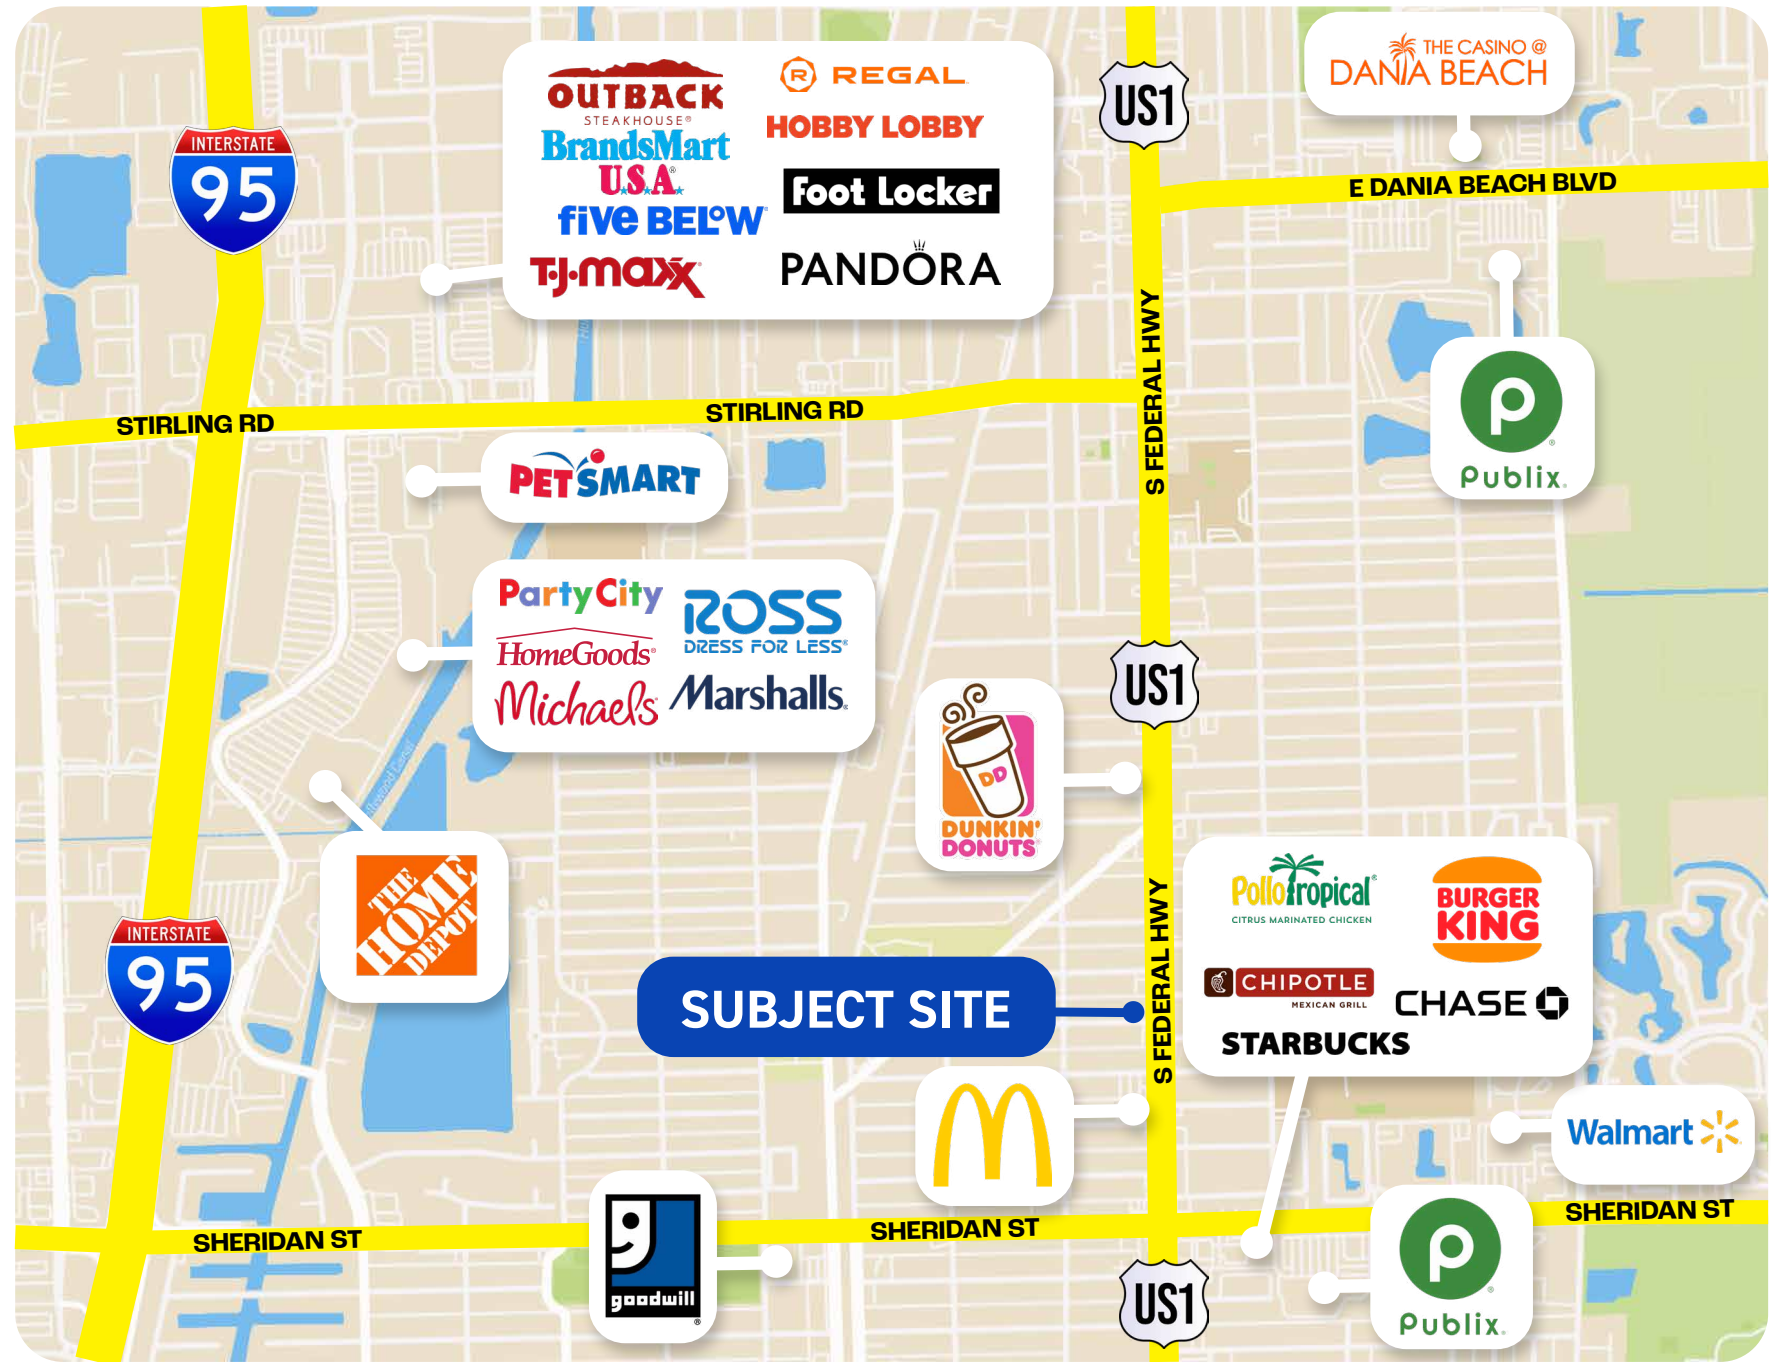 THE CASINO @
DANIA BEACH
OUTBACK
STEAKHOUSE®
BrandsMart
U.S.A.®
five BELOW
T·J·maxx
R REGAL
HOBBY LOBBY
Foot Locker
PANDORA
US1
INTERSTATE
95
E DANIA BEACH BLVD
S FEDERAL HWY
STIRLING RD
STIRLING RD
PETSMART
P
Publix®
Party City
ROSS
DRESS FOR LESS®
HomeGoods®
Michaels
Marshalls®
US1
DD
DUNKIN'
DONUTS®
THE
HOME
DEPOT
Pollo Tropical®
CITRUS MARINATED CHICKEN
BURGER
KING
CHIPOTLE
MEXICAN GRILL
CHASE
STARBUCKS
S FEDERAL HWY
INTERSTATE
95
SUBJECT SITE
M
Walmart
SHERIDAN ST
SHERIDAN ST
SHERIDAN ST
g
goodwill
®
P
Publix®
US1